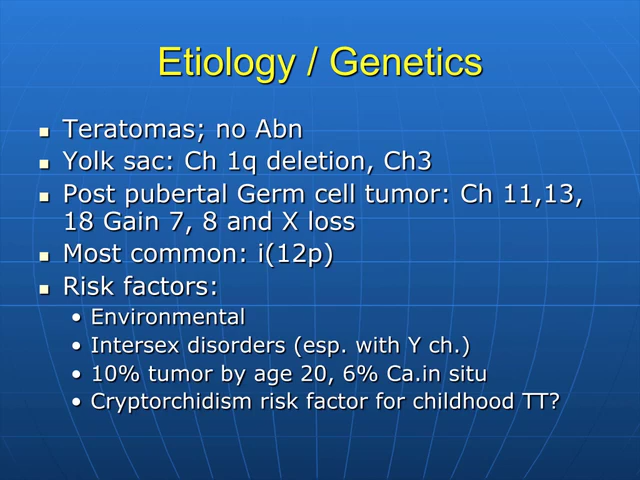 Etiology / Genetics
Teratomas; no Abn
Yolk sac: Ch 1q deletion, Ch3
Post pubertal Germ cell tumor: Ch 11,13,
18 Gain 7, 8 and X loss
Most common: i(12p)
Risk factors:
Environmental
Intersex disorders (esp. with Y ch.)
10% tumor by age 20, 6% Ca.in situ
Cryptorchidism risk factor for childhood TT?